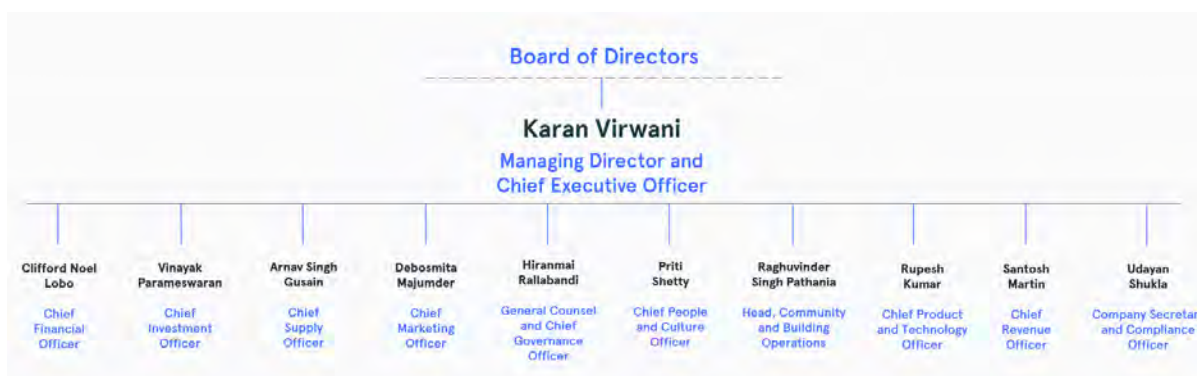 Board of Directors
Karan Virwani
Managing Director and
Chief Executive Officer
Clifford Noel
Lobo
Chief
Financial
Officer
Vinayak
Parameswaran
Chief
Investment
Officer
Arnav Singh
Gusain
Chief
Supply
Officer
Debosmita
Majumder
Chief
Marketing
Officer
Hiranmai
Rallabandi
General Counsel
and Chief
Governance
Officer
Priti
Shetty
Chief People
and Culture
Officer
Raghuvinder
Singh Pathania
Head, Community
and Building
Operations
Rupesh
Kumar
Chief Product
and Technology
Officer
Santosh
Martin
Chief
Revenue
Officer
Udayan
Shukla
Company Secretar
and Compliance
Officer